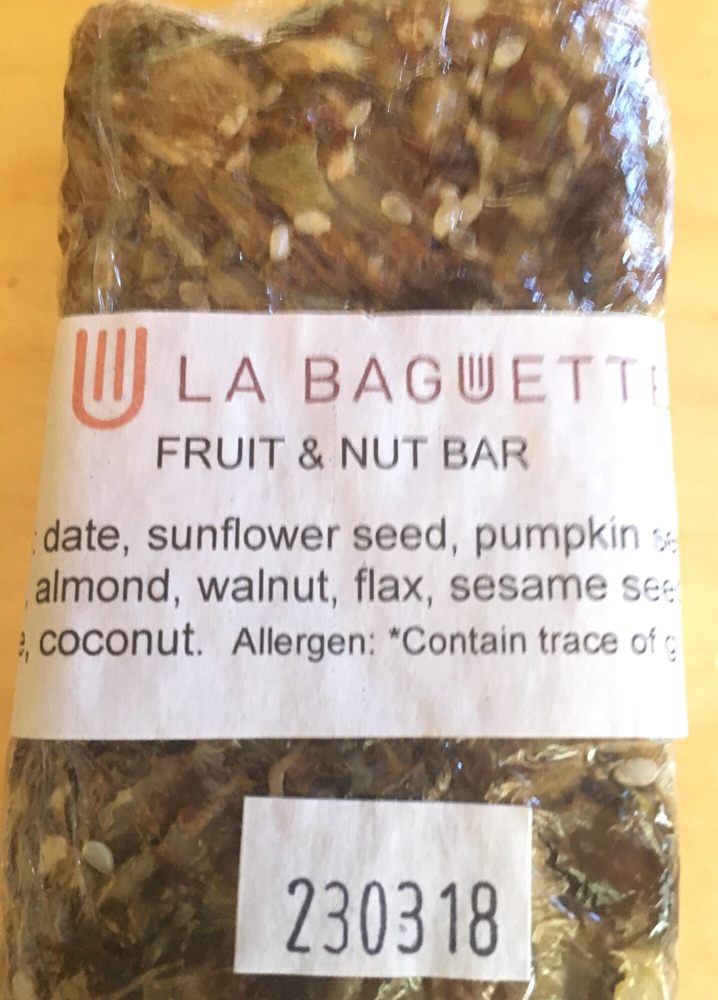 LA BAGUETTE
FRUIT & NUT BAR
date, sunflower seed, pumpkin
almond, walnut, flax, sesame
, coconut. Allergen: *Contain trace of
230318